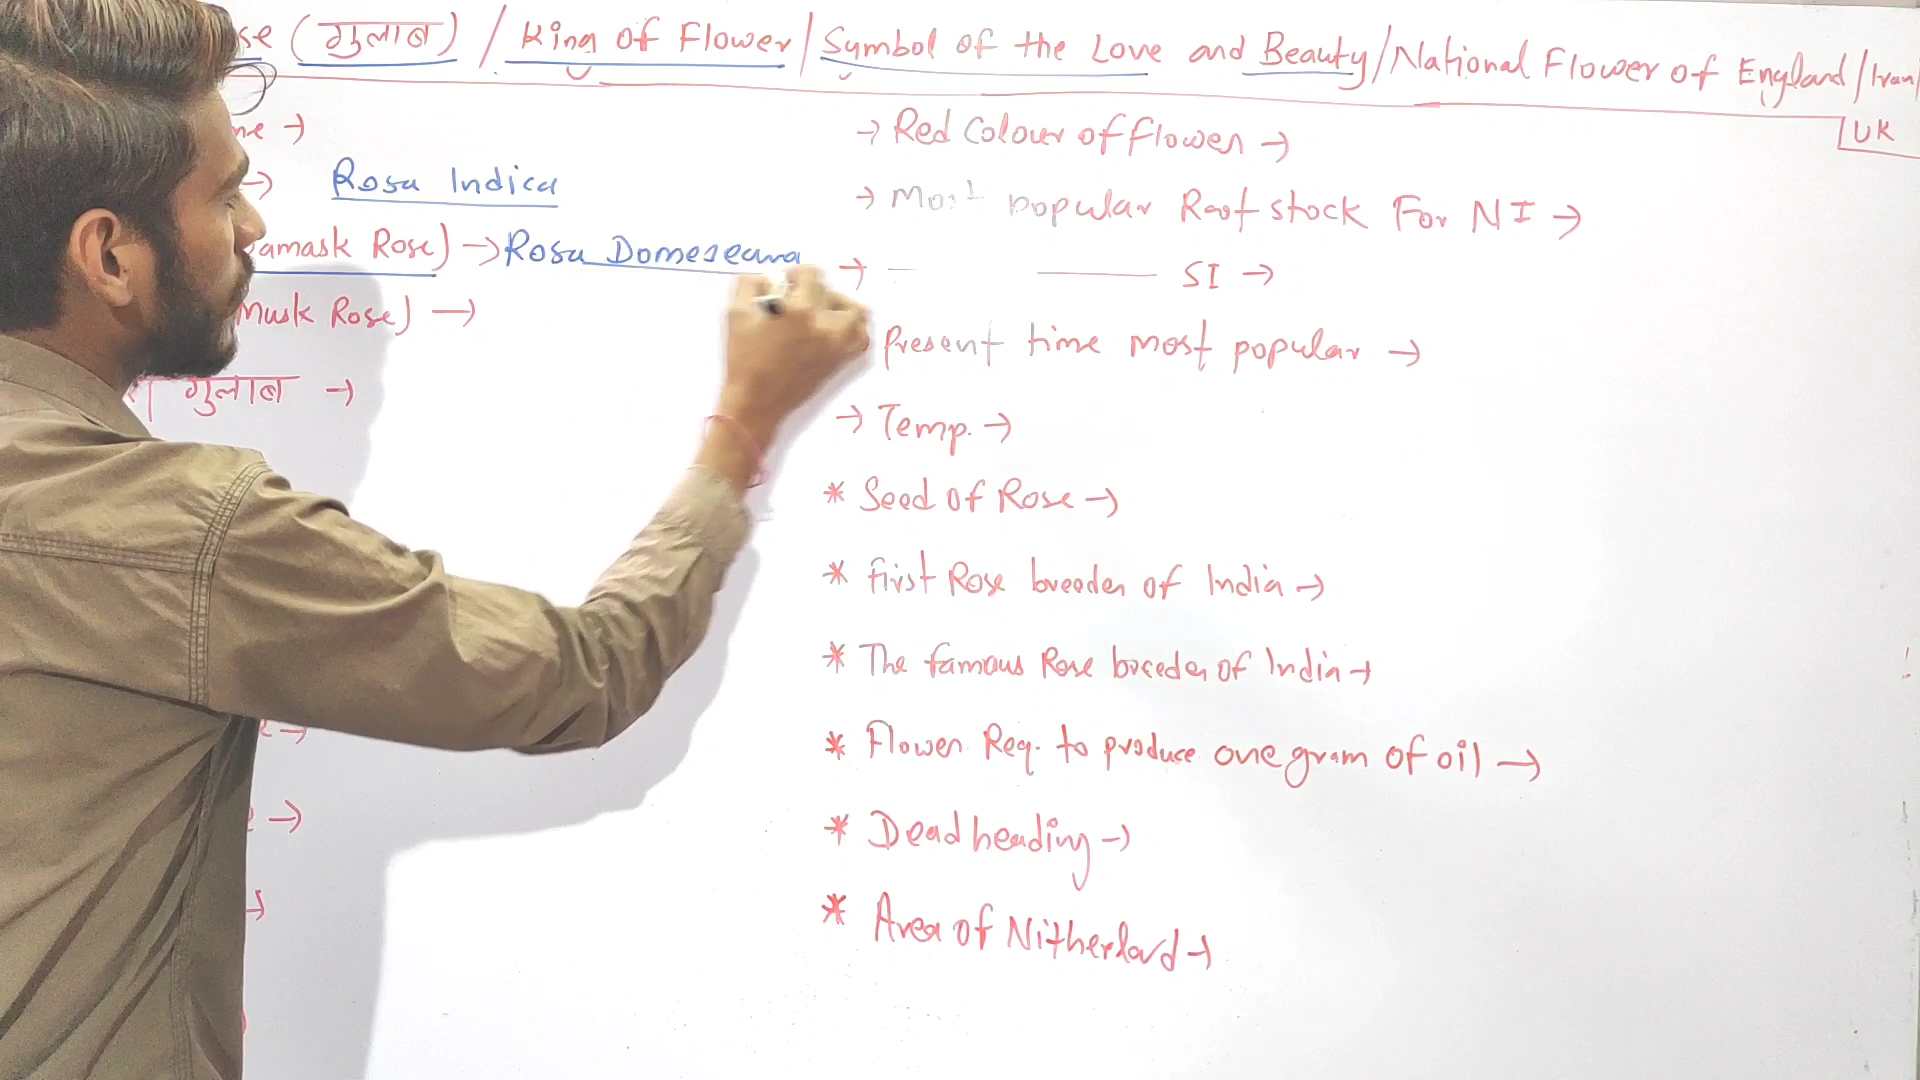 (गुलाब) / King of Flower / Symbol of the Love and Beauty / National Flower of England / Iran /
UK
→
→ Rosa Indica
amask Rose) → Rosa Domeseana
Musk Rose) →
गुलाब →
→
→
→ Red Colour of flower →
→ Most popular Root stock For NI →
→ — —— SI →
Present time most popular →
→ Temp. →
* Seed of Rose →
* First Rose breeder of India →
* The famous Rose breeder of India →
* Flower Req. to produce one gram of oil →
* Dead heading →
* Area of Nitherland →